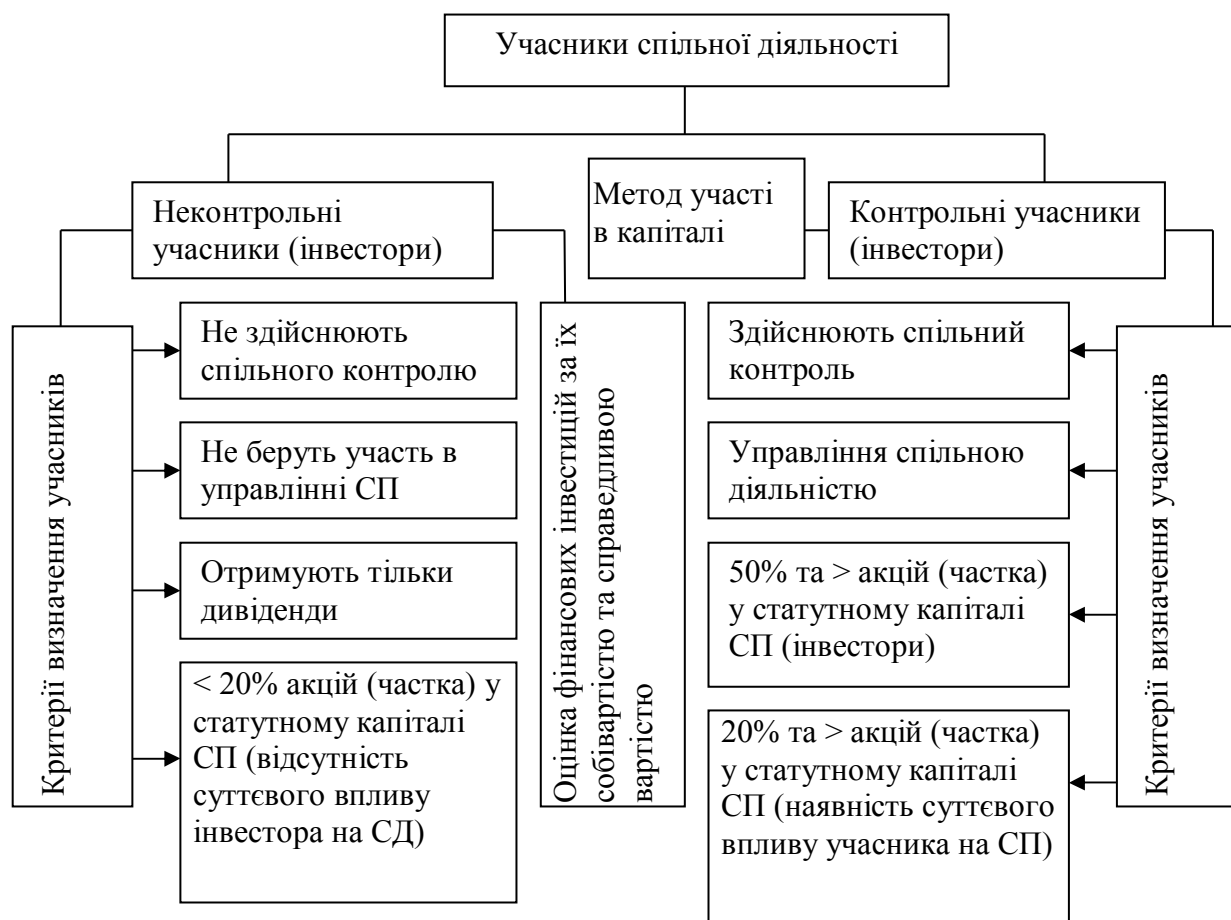 Учасники спільної діяльності
Неконтрольні
учасники (інвестори)
Метод участі
в капіталі
Контрольні учасники
(інвестори)
Критерії визначення учасників
Не здійснюють
спільного контролю
Не беруть участь в
управлінні СП
Отримують тільки
дивіденди
< 20% акцій (частка) у
статутному капіталі
СП (відсутність
суттєвого впливу
інвестора на СД)
Оцінка фінансових інвестицій за їх
собівартістю та справедливою
вартістю
Здійснюють спільний
контроль
Управління спільною
діяльністю
50% та > акцій (частка)
у статутному капіталі
СП (інвестори)
20% та > акцій (частка)
у статутному капіталі
СП (наявність суттєвого
впливу учасника на СП)
Критерії визначення учасників